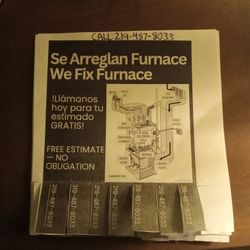 CALL:219-487-8033
Se Arreglan Furnace
We Fix Furnace
!Llámanos
hoy para tu
estimado
GRATIS!
FREE ESTIMATE
— NO
OBLIGATION
219-487-8033
219-487-8033
219-487-8033
219-487-8033
219-487-8033
219-487-8033